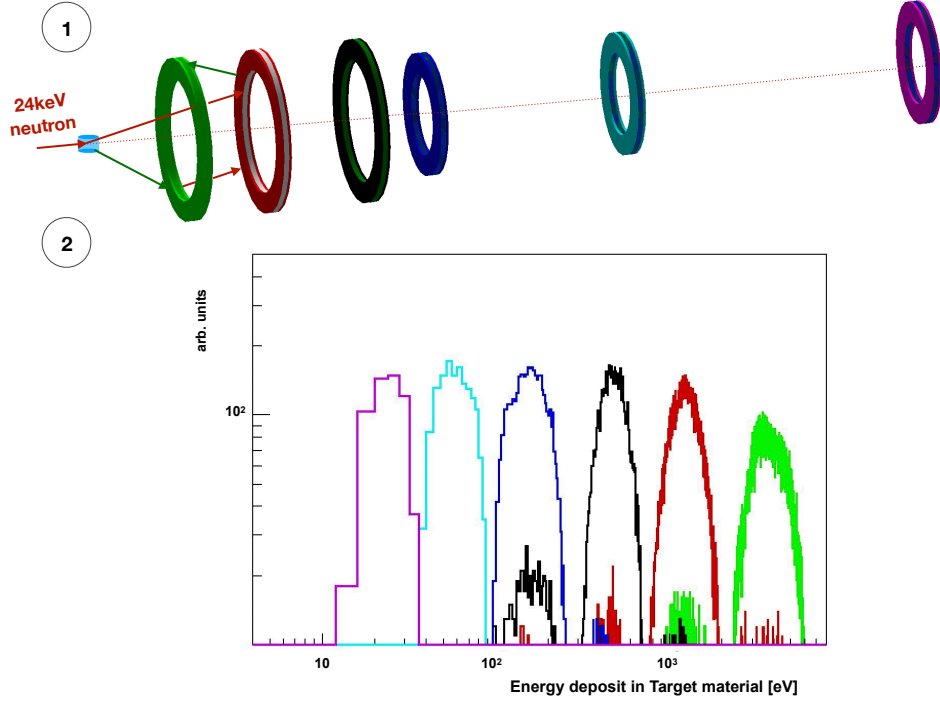 1
24keV
neutron
2
arb. units
10²
10
10²
10³
Energy deposit in Target material [eV]